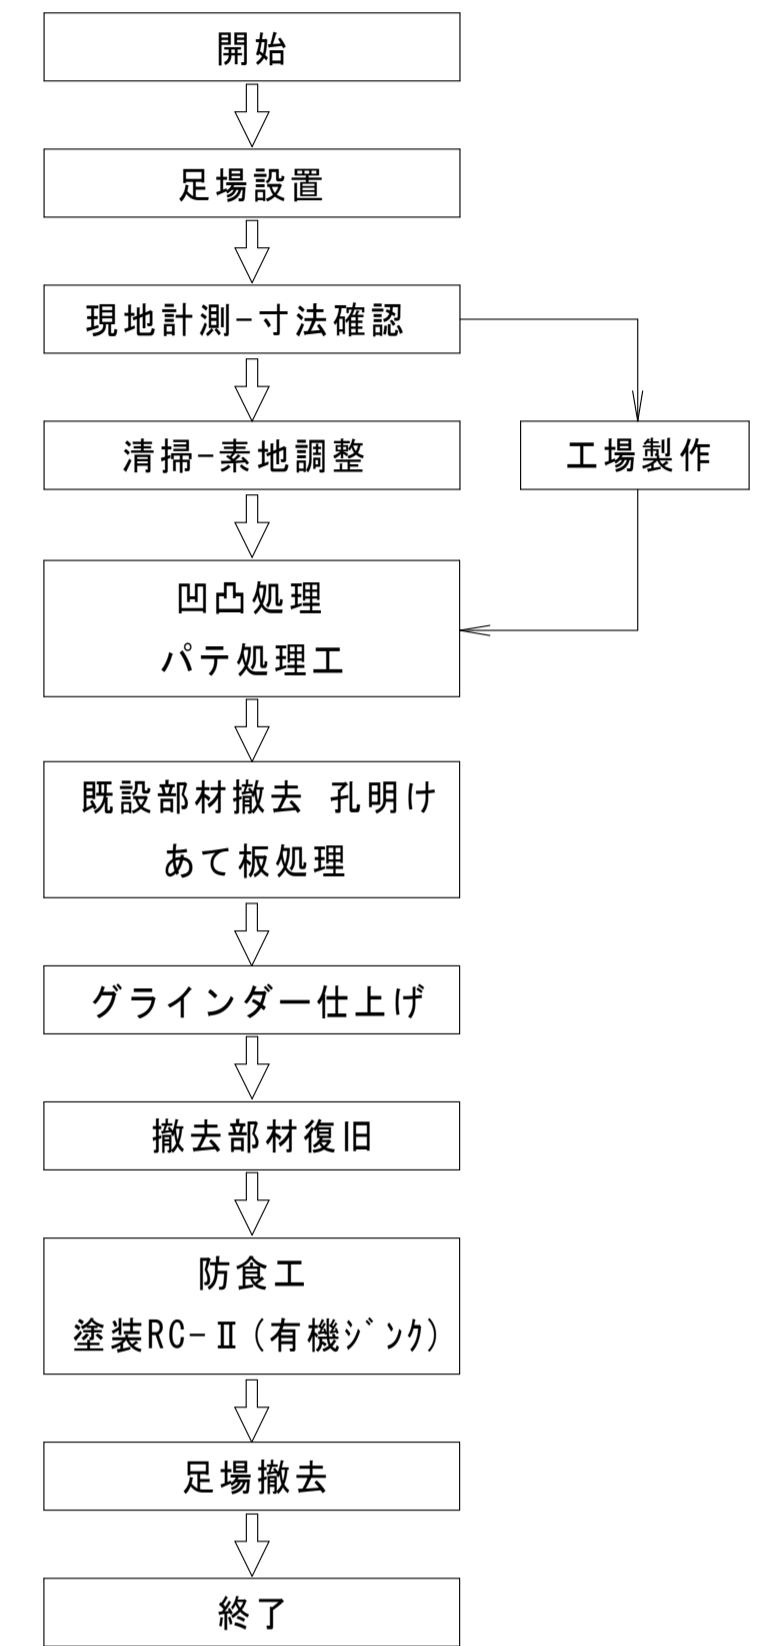 開始
足場設置
現地計測-寸法確認
清掃-素地調整
工場製作
凹凸処理
パテ処理工
既設部材撤去 孔明け
あて板処理
グラインダー仕上げ
撤去部材復旧
防食工
塗装RC-Ⅱ(有機ｼﾞﾝｸ)
足場撤去
終了